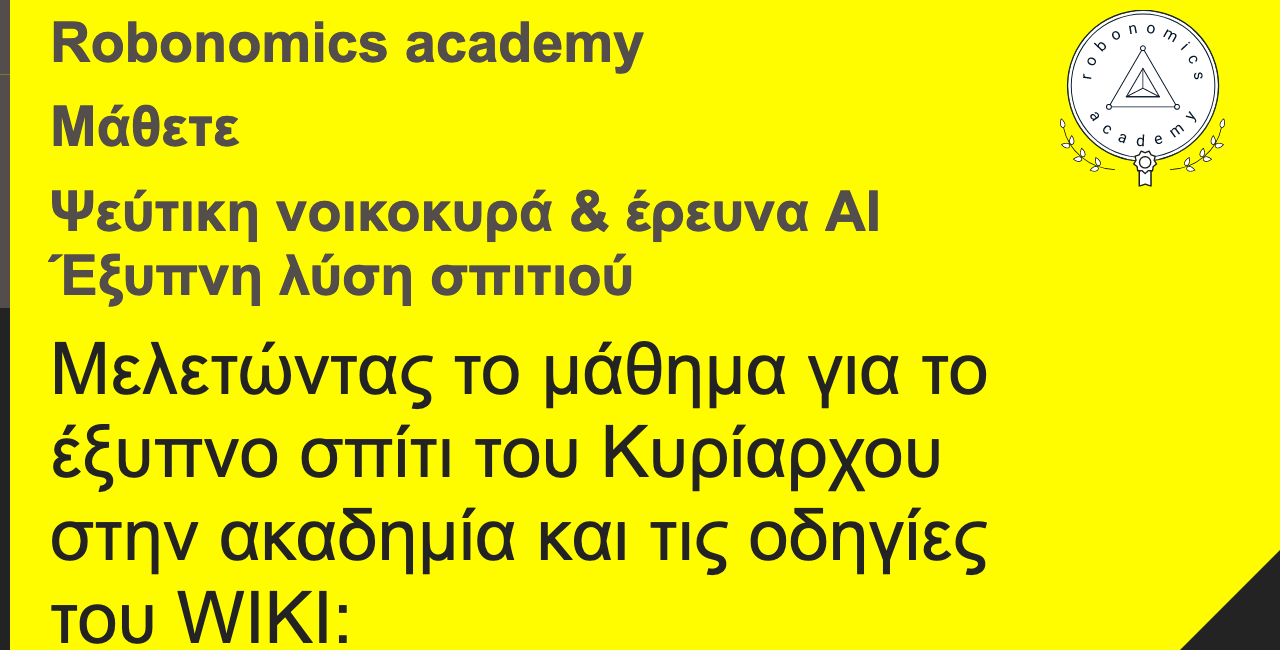 Robonomics academy
Μάθετε
Ψεύτικη νοικοκυρά & έρευνα AI
Έξυπνη λύση σπιτιού
Μελετώντας το μάθημα για το
έξυπνο σπίτι του Κυρίαρχου
στην ακαδημία και τις οδηγίες
του WIKI:
robonomics
academy